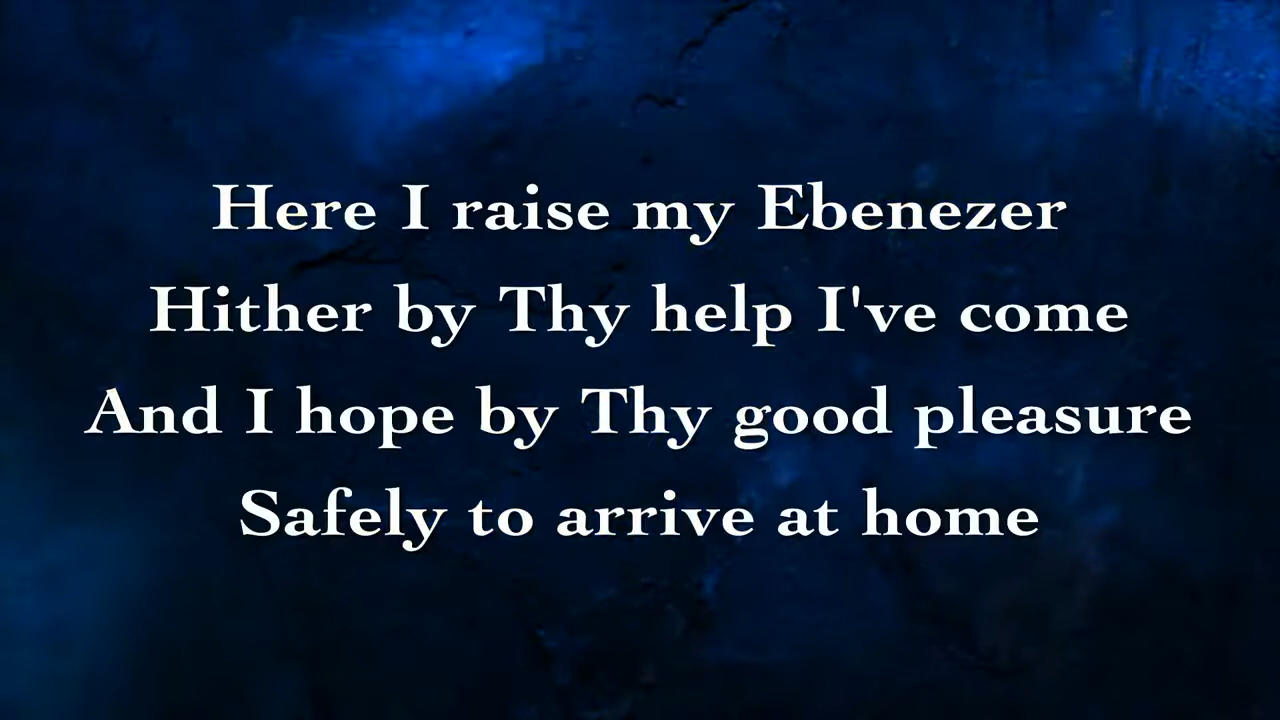 Here I raise my Ebenezer
Hither by Thy help I've come
And I hope by Thy good pleasure
Safely to arrive at home